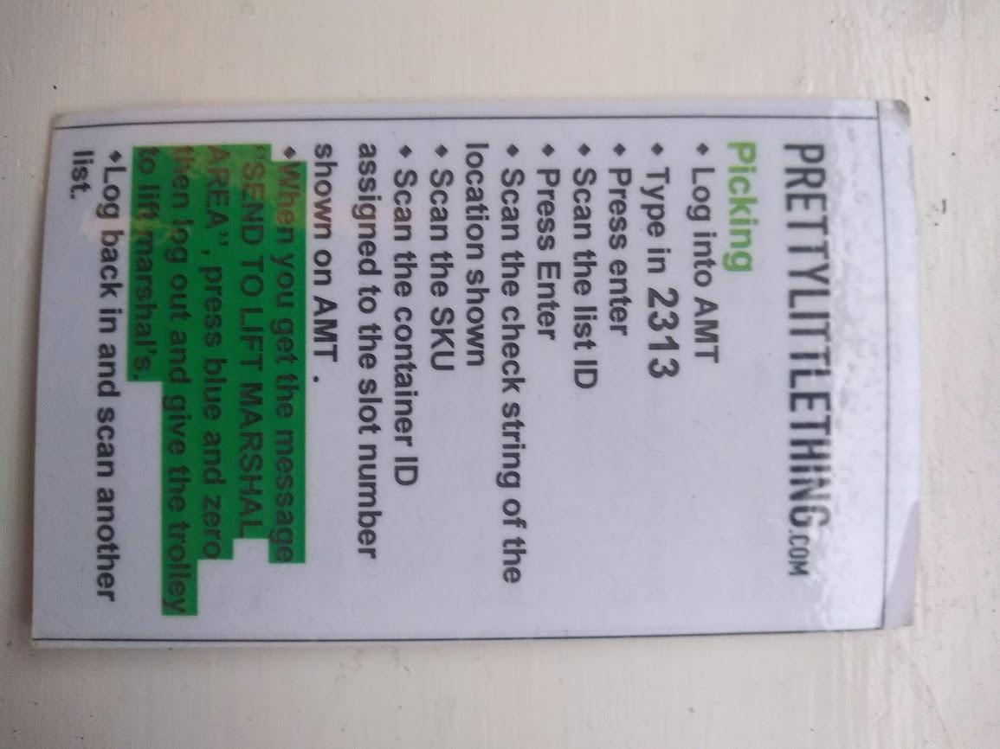 PRETTYLITTLETHING.COM
Picking
◆ Log into AMT
◆ Type in 2313
◆ Press enter
◆ Scan the list ID
◆ Press Enter
◆ Scan the check string of the
location shown
◆ Scan the SKU
◆ Scan the container ID
assigned to the slot number
shown on AMT .
◆When you get the message
"SEND TO LIFT MARSHAL
AREA", press blue and zero
then log out and give the trolley
to lift marshal's.
◆Log back in and scan another
list.